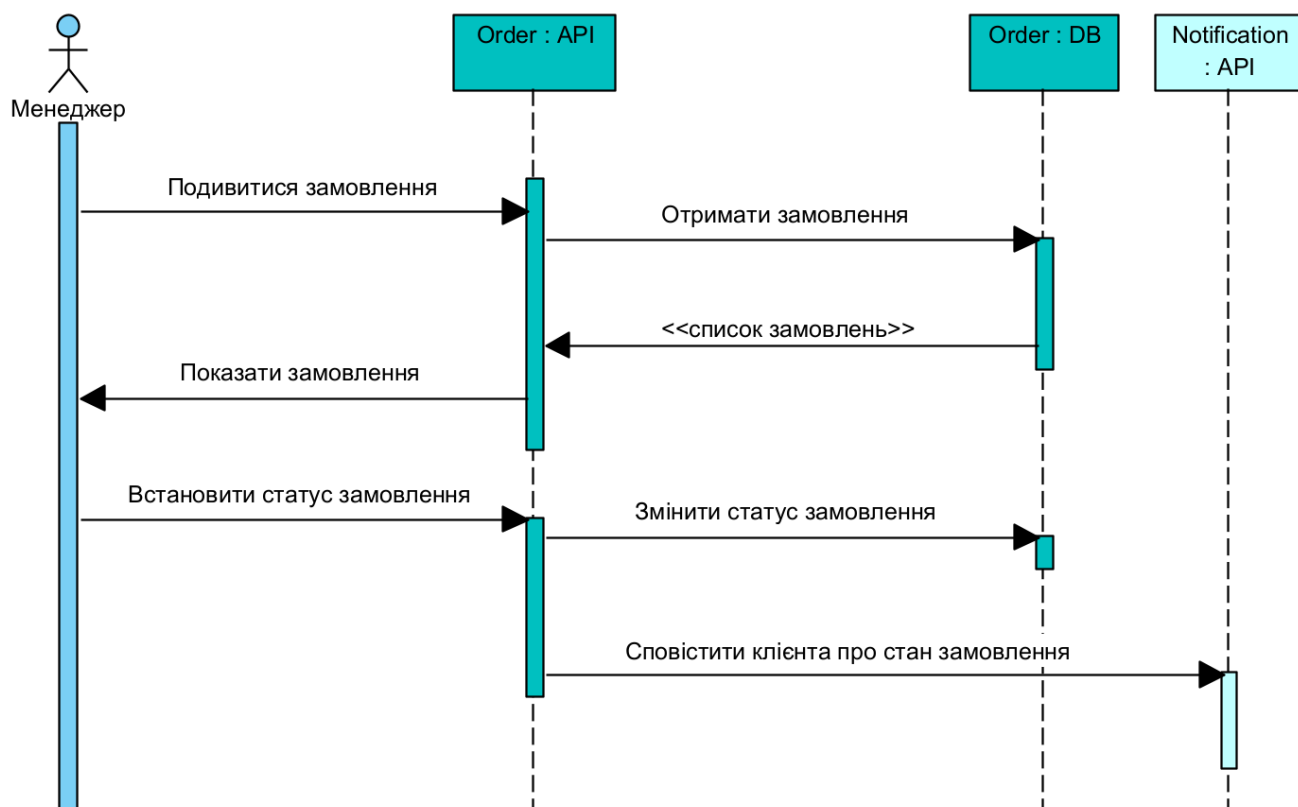 Order : API
Order : DB
Notification
: API
Менеджер
Подивитися замовлення
Отримати замовлення
<<список замовлень>>
Показати замовлення
Встановити статус замовлення
Змінити статус замовлення
Сповістити клієнта про стан замовлення